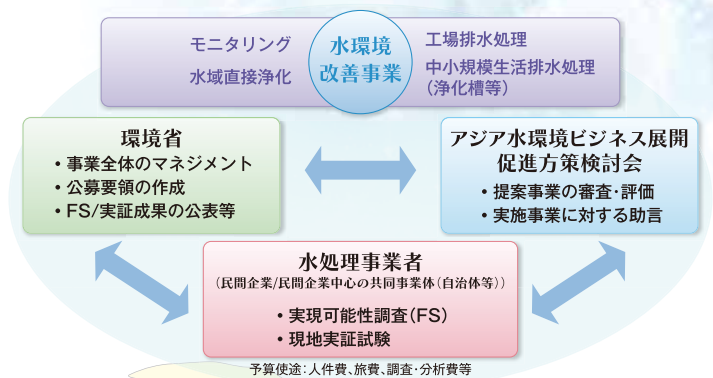 モニタリング
水域直接浄化
水環境
改善事業
工場排水処理
中小規模生活排水処理
（浄化槽等）
環境省
・事業全体のマネジメント
・公募要領の作成
・FS/実証成果の公表等
アジア水環境ビジネス展開
促進方策検討会
・提案事業の審査・評価
・実施事業に対する助言
水処理事業者
（民間企業/民間企業中心の共同事業体（自治体等））
・実現可能性調査（FS）
・現地実証試験
予算使途：人件費、旅費、調査・分析費等